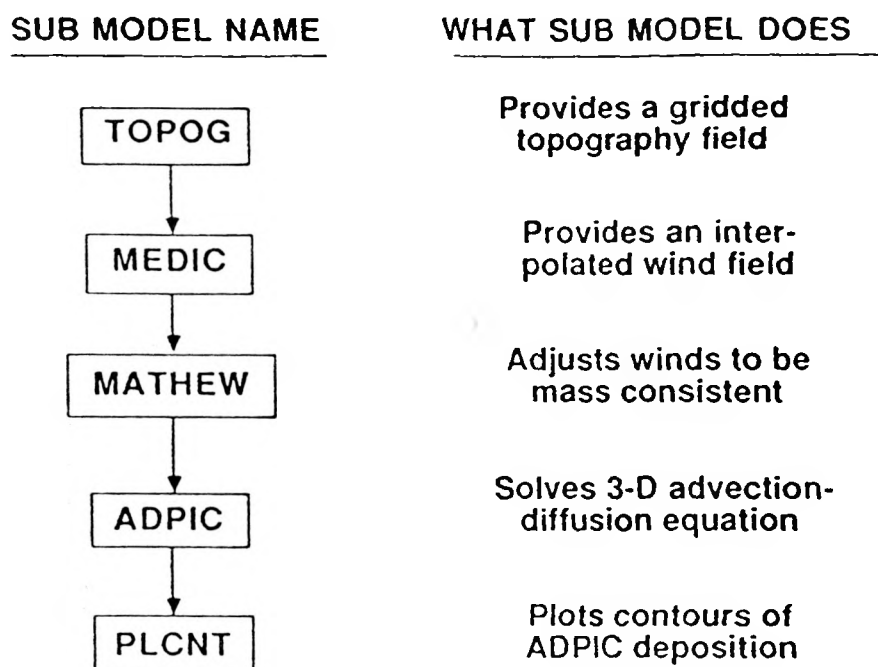 SUB MODEL NAME WHAT SUB MODEL DOES
TOPOG
Provides a gridded
topography field
MEDIC
Provides an inter-
polated wind field
MATHEW
Adjusts winds to be
mass consistent
ADPIC
Solves 3-D advection-
diffusion equation
PLCNT
Plots contours of
ADPIC deposition